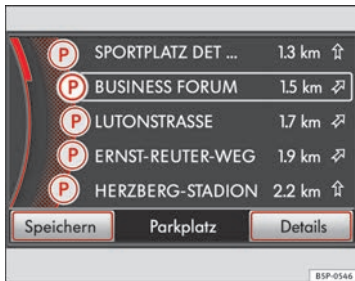 P SPORTPLATZ DET ... 1.3 km
P BUSINESS FORUM 1.5 km
P LUTONSTRASSE 1.7 km
P ERNST-REUTER-WEG 1.9 km
P HERZBERG-STADION 2.2 km
Speichern Parkplatz Details
B5P-0546